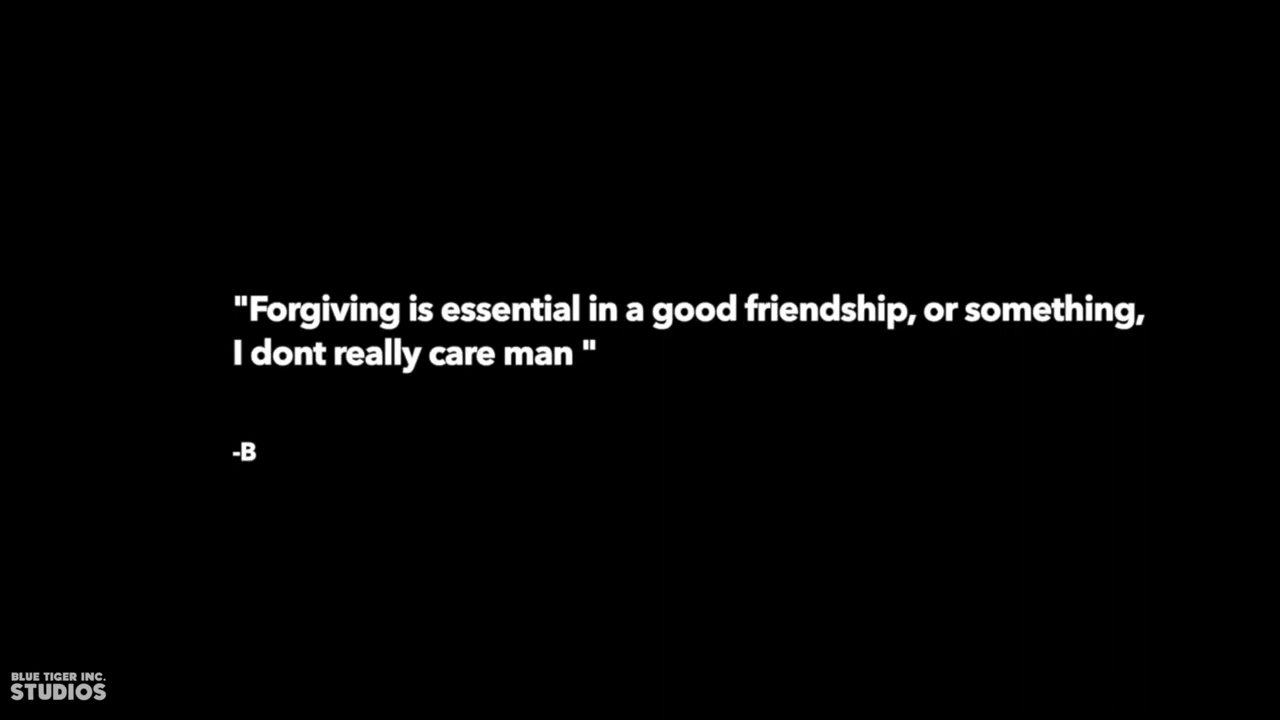 "Forgiving is essential in a good friendship, or something,
I dont really care man "
-B
BLUE TIGER INC.
STUDIOS